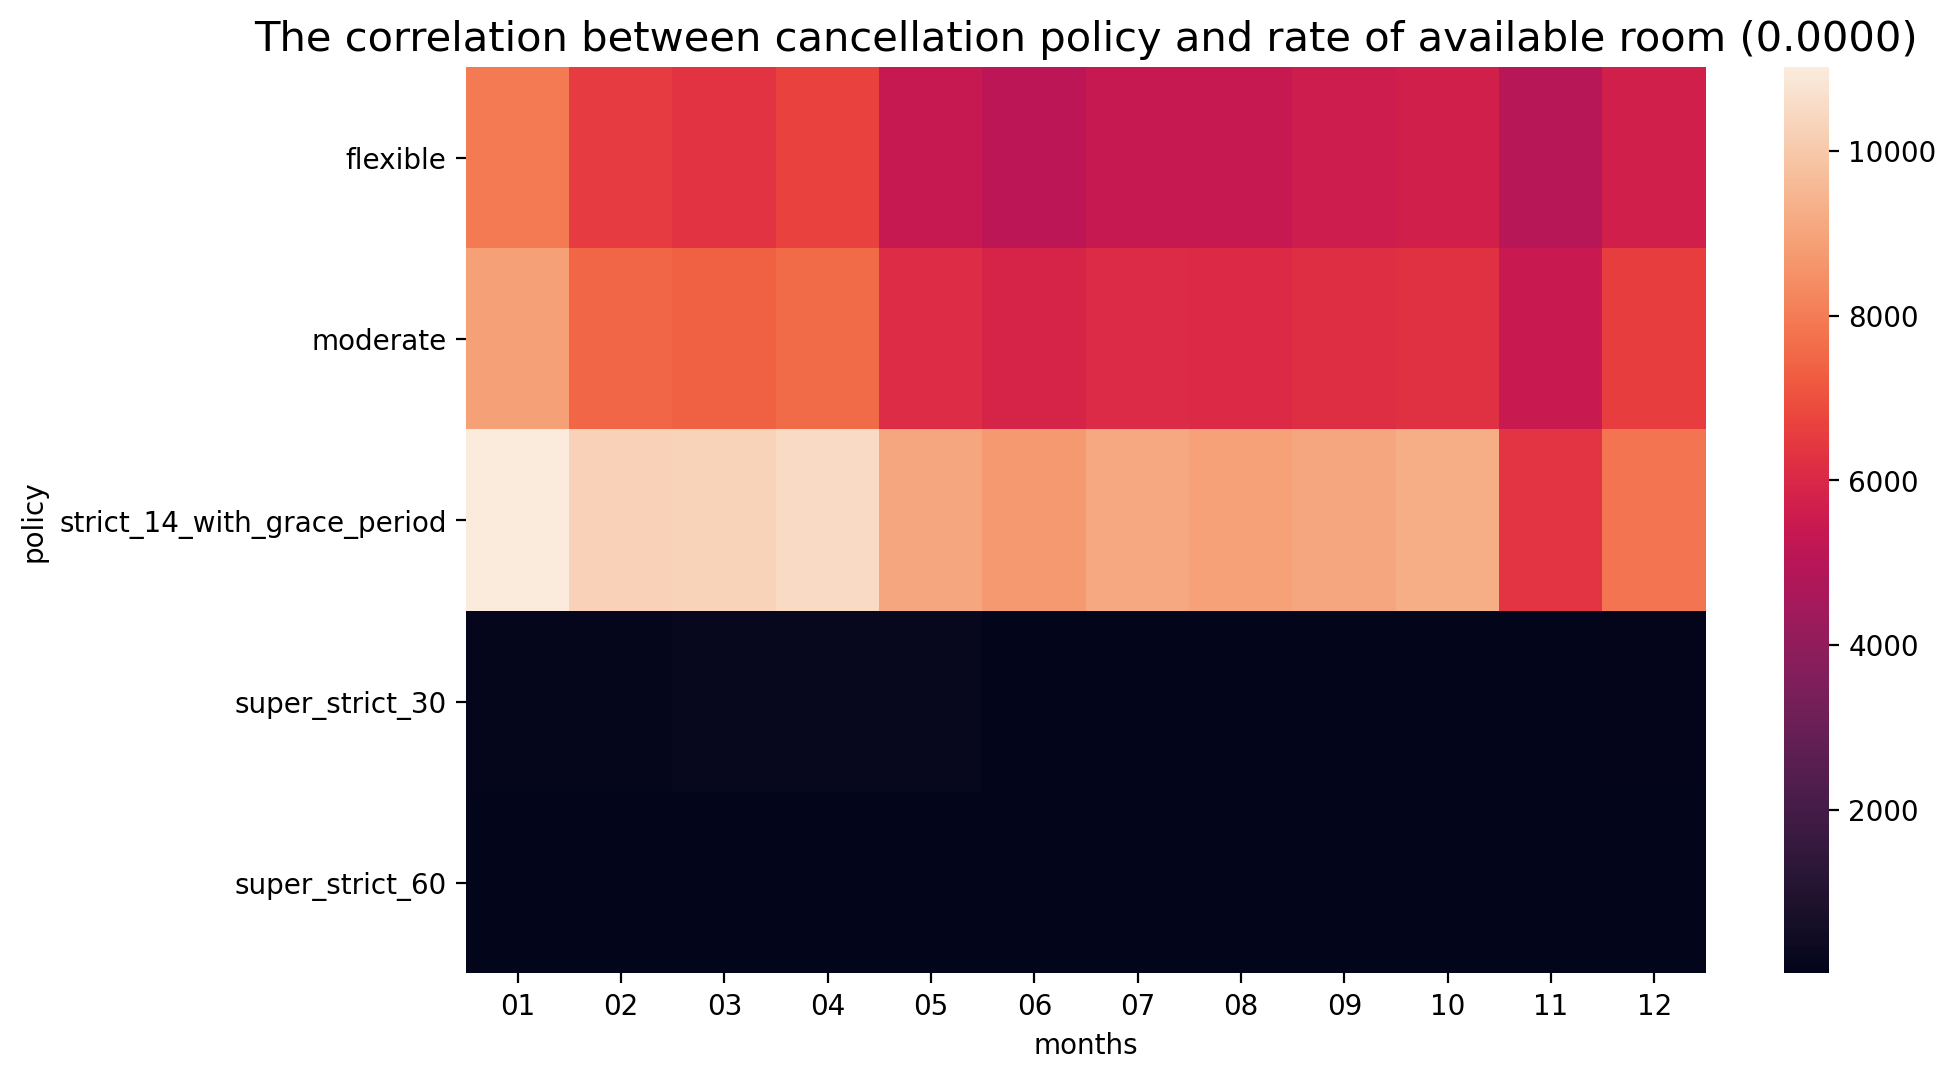 The correlation between cancellation policy and rate of available room (0.0000)
policy
flexible
moderate
strict_14_with_grace_period
super_strict_30
super_strict_60
01 02 03 04 05 06 07 08 09 10 11 12
months
10000
8000
6000
4000
2000